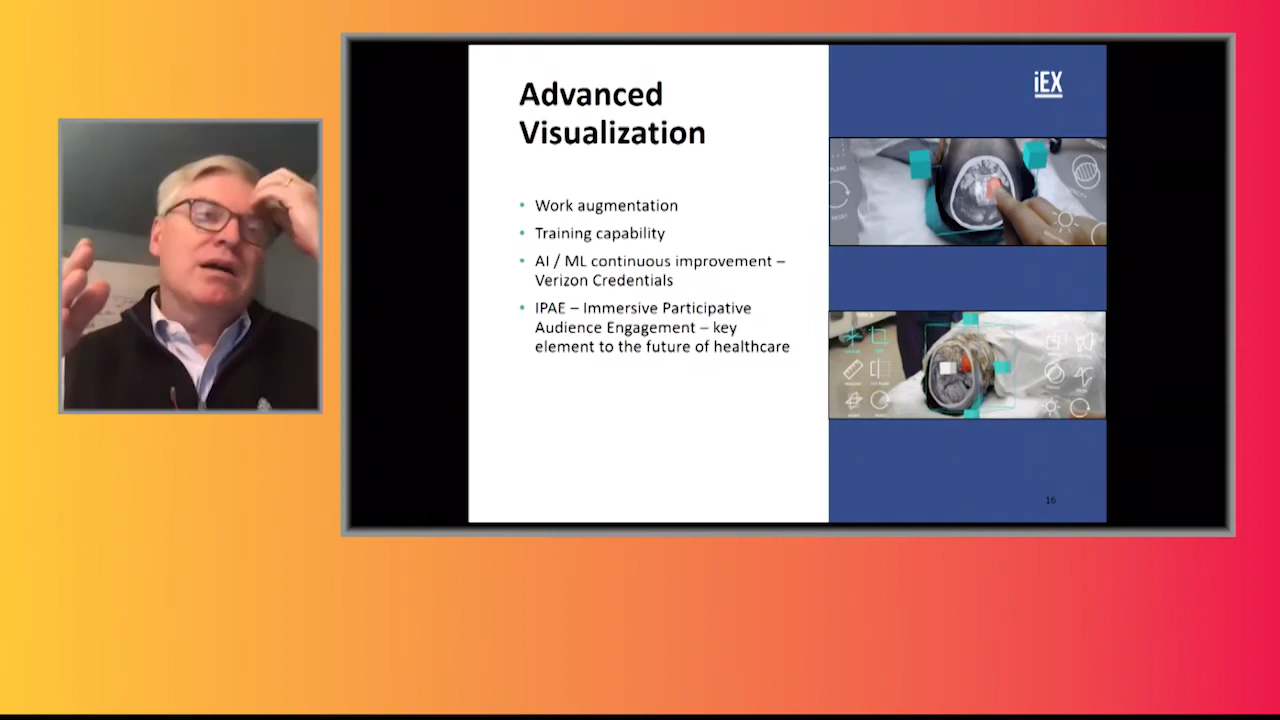 iEX
Advanced
Visualization
• Work augmentation
• Training capability
• AI / ML continuous improvement –
Verizon Credentials
• IPAE – Immersive Participative
Audience Engagement – key
element to the future of healthcare
16